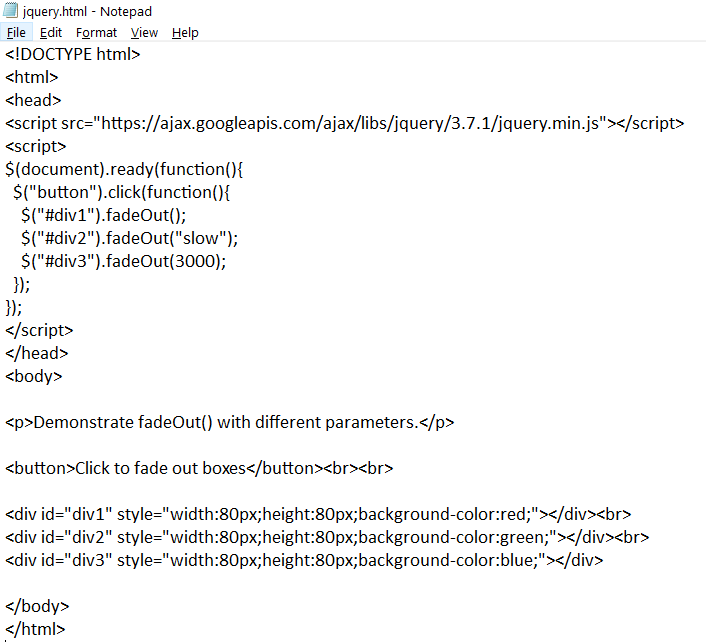 jquery.html - Notepad
File Edit Format View Help
<!DOCTYPE html>
<html>
<head>
<script src="https://ajax.googleapis.com/ajax/libs/jquery/3.7.1/jquery.min.js"></script>
<script>
$(document).ready(function(){
  $("button").click(function(){
    $("#div1").fadeOut();
    $("#div2").fadeOut("slow");
    $("#div3").fadeOut(3000);
  });
});
</script>
</head>
<body>

<p>Demonstrate fadeOut() with different parameters.</p>

<button>Click to fade out boxes</button><br><br>

<div id="div1" style="width:80px;height:80px;background-color:red;"></div><br>
<div id="div2" style="width:80px;height:80px;background-color:green;"></div><br>
<div id="div3" style="width:80px;height:80px;background-color:blue;"></div>

</body>
</html>